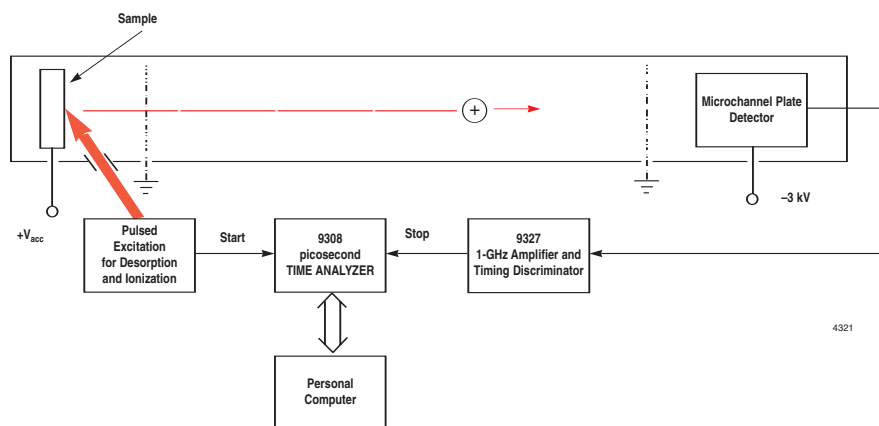 Sample
Microchannel Plate
Detector
–3 kV
+Vacc
Pulsed
Excitation
for Desorption
and Ionization
Start
9308
picosecond
TIME ANALYZER
Stop
9327
1-GHz Amplifier and
Timing Discriminator
4321
Personal
Computer